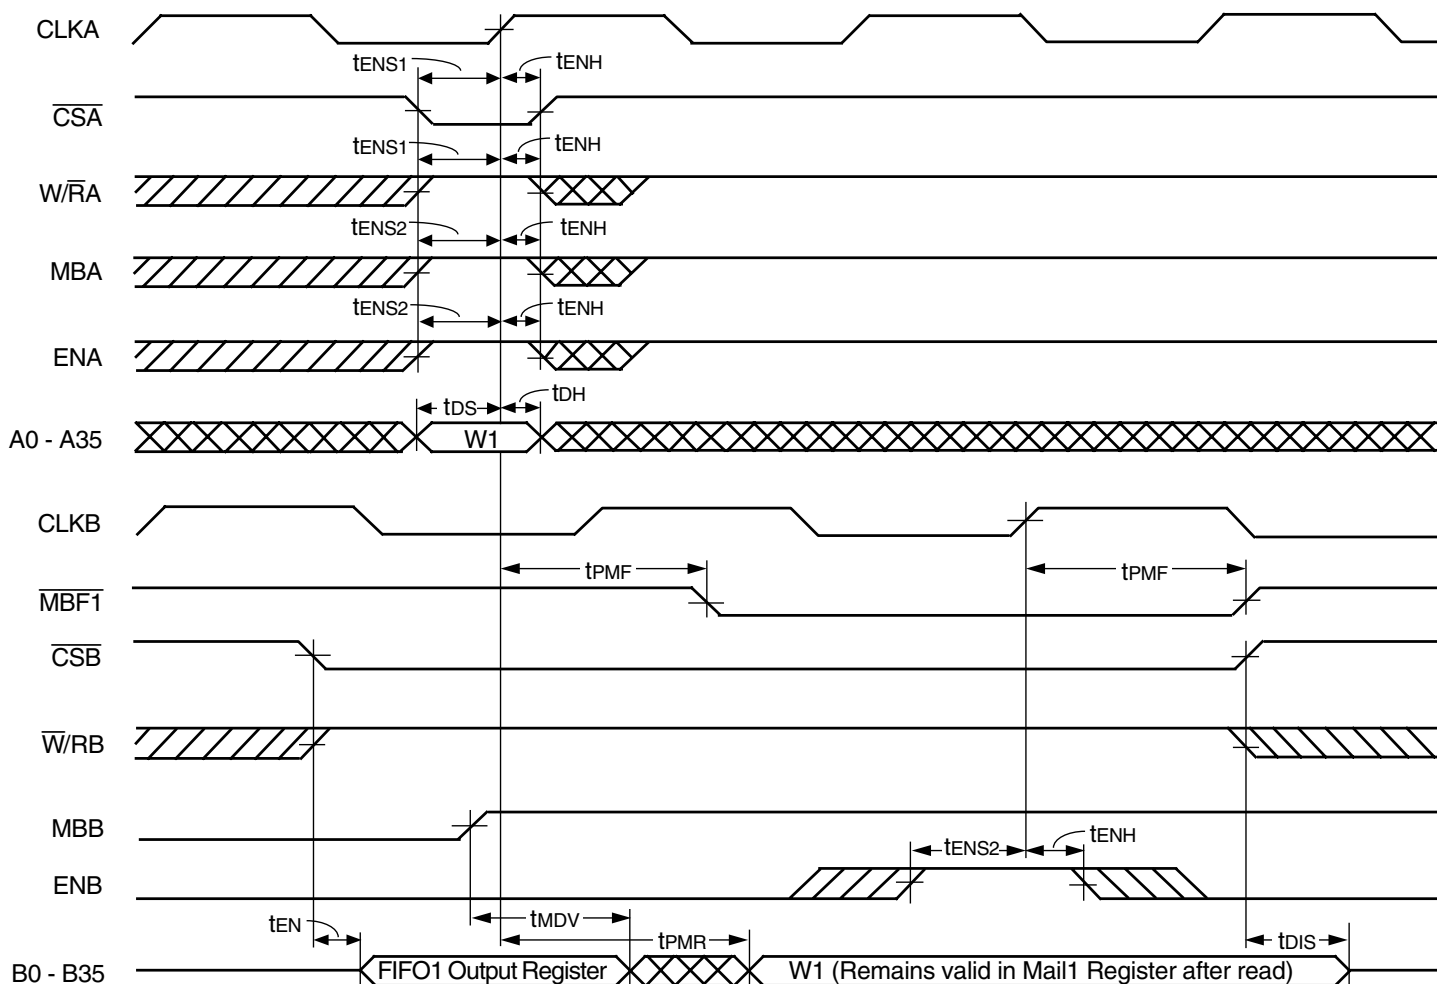 CLKA
tENS1 tENH
CSA
tENS1 tENH
W/RA
tENS2 tENH
MBA
tENS2 tENH
ENA
tDS tDH
A0 - A35 W1
CLKB
tPMF tPMF
MBF1
CSB
W/RB
MBB
tENS2 tENH
ENB
tEN tMDV tPMR tDIS
B0 - B35 FIFO1 Output Register W1 (Remains valid in Mail1 Register after read)